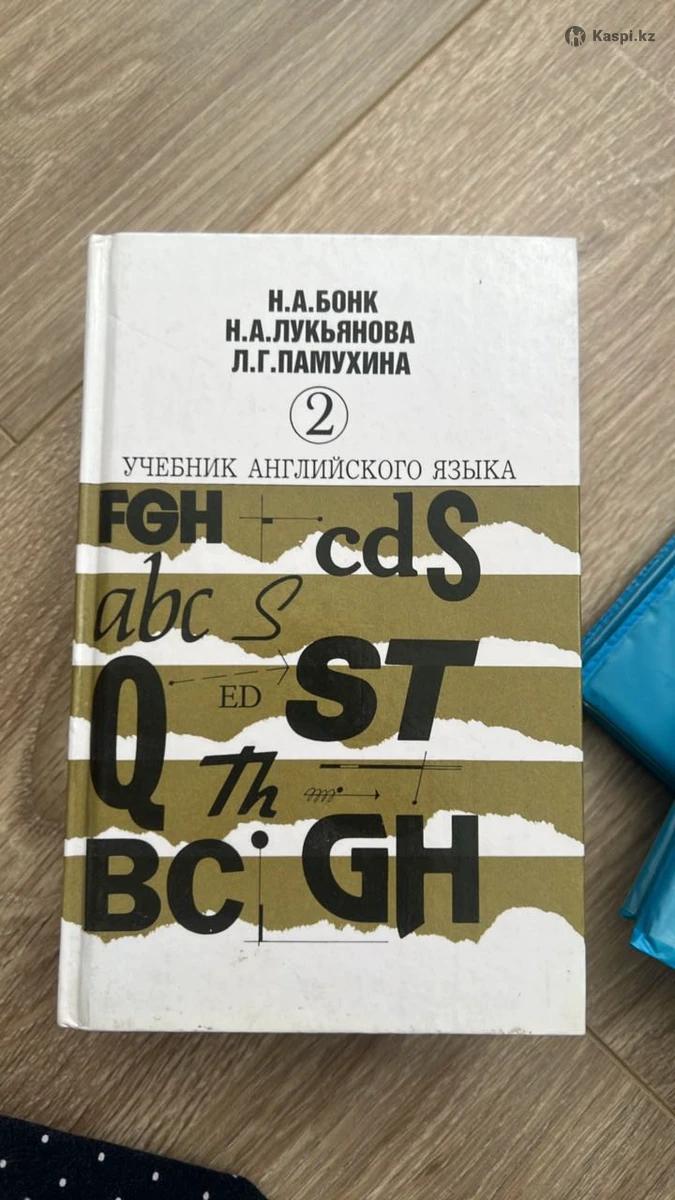 Kaspi.kz
Н.А.БОНК
Н.А.ЛУКЬЯНОВА
Л.Г.ПАМУХИНА
2
УЧЕБНИК АНГЛИЙСКОГО ЯЗЫКА
FGH
cdS
abc S
Q
ED
ST
Th
BC
GH